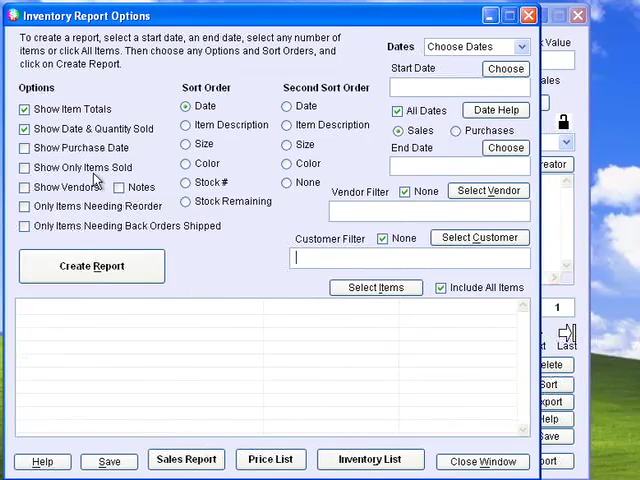 Inventory Report Options
To create a report, select a start date, an end date, select any number of
items or click All Items. Then choose any Options and Sort Orders, and
click on Create Report.
Dates
Choose Dates
Start Date
Choose
All Dates
Date Help
Sales
Purchases
End Date
Choose
Vendor Filter
None
Select Vendor
Customer Filter
None
Select Customer
Select Items
Include All Items
Options
Show Item Totals
Show Date & Quantity Sold
Show Purchase Date
Show Only Items Sold
Show Vendors
Notes
Only Items Needing Reorder
Only Items Needing Back Orders Shipped
Sort Order
Date
Item Description
Size
Color
Stock #
Stock Remaining
Second Sort Order
Date
Item Description
Size
Color
None
Create Report
Help
Save
Sales Report
Price List
Inventory List
Close Window
Value
ales
reator
1
Last
elete
Sort
xport
Help
Save
port